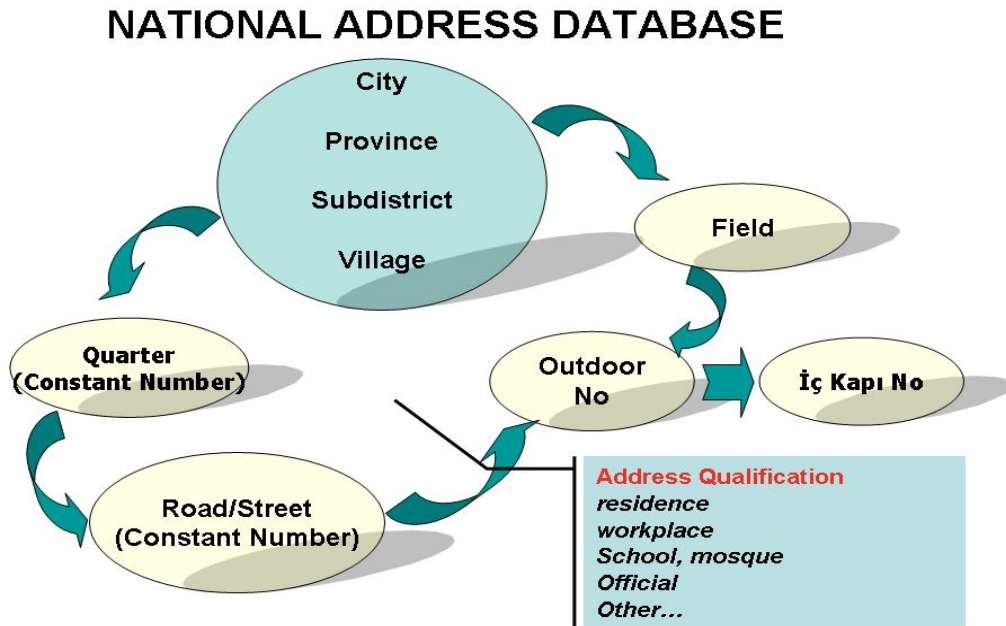 NATIONAL ADDRESS DATABASE
City
Province
Subdistrict
Village
Field
Quarter
(Constant Number)
Outdoor
No
İç Kapı No
Road/Street
(Constant Number)
Address Qualification
residence
workplace
School, mosque
Official
Other...